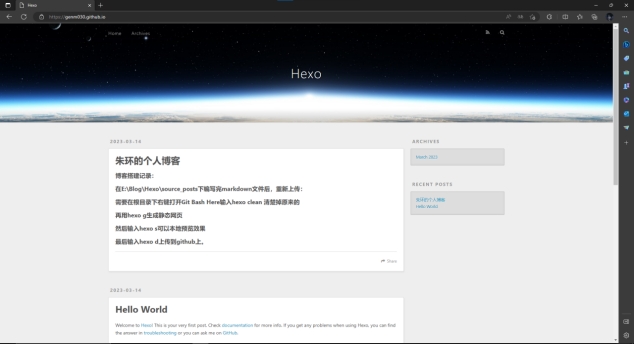 Hexo
https://genmi030.github.io
Home
Archives
Hexo
2023-03-14
朱环的个人博客
博客搭建记录：
在E:\Blog\Hexo\source_posts下编写完markdown文件后，重新上传：
需要在根目录下右键打开Git Bash Here输入hexo clean 清楚掉原来的
再用hexo g生成静态网页
然后输入hexo s可以本地预览效果
最后输入hexo d上传到github上。
Share
ARCHIVES
March 2023
RECENT POSTS
朱环的个人博客
Hello World
2023-03-14
Hello World
Welcome to Hexo! This is your very first post. Check documentation for more info. If you get any problems when using Hexo, you can
find the answer in troubleshooting or you can ask me on GitHub.